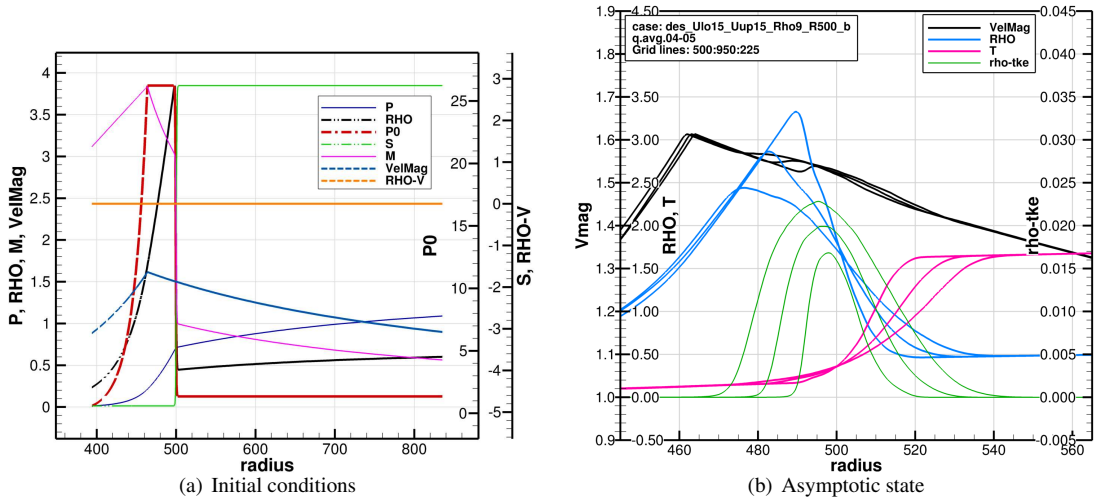 P, RHO, M, VelMag
4
3.5
3
2.5
2
1.5
1
0.5
0
P0
25
20
15
10
5
0
S, RHO-V
3
2
1
0
-1
-2
-3
-4
-5
P
RHO
P0
S
M
VelMag
RHO-V
400 500 600 700 800
radius
(a) Initial conditions
Vmag
1.9
1.8
1.7
1.6
1.5
1.4
1.3
1.2
1.1
1.0
0.9
RHO, T
4.50
4.00
3.50
3.00
2.50
2.00
1.50
1.00
0.50
0.00
-0.50
case: des_Ulo15_Uup15_Rho9_R500_b
q.avg.04-05
Grid lines: 500:950:225
VelMag
RHO
T
rho-tke
rho-tke
0.045
0.040
0.035
0.030
0.025
0.020
0.015
0.010
0.005
0.000
-0.005
460 480 500 520 540 560
radius
(b) Asymptotic state